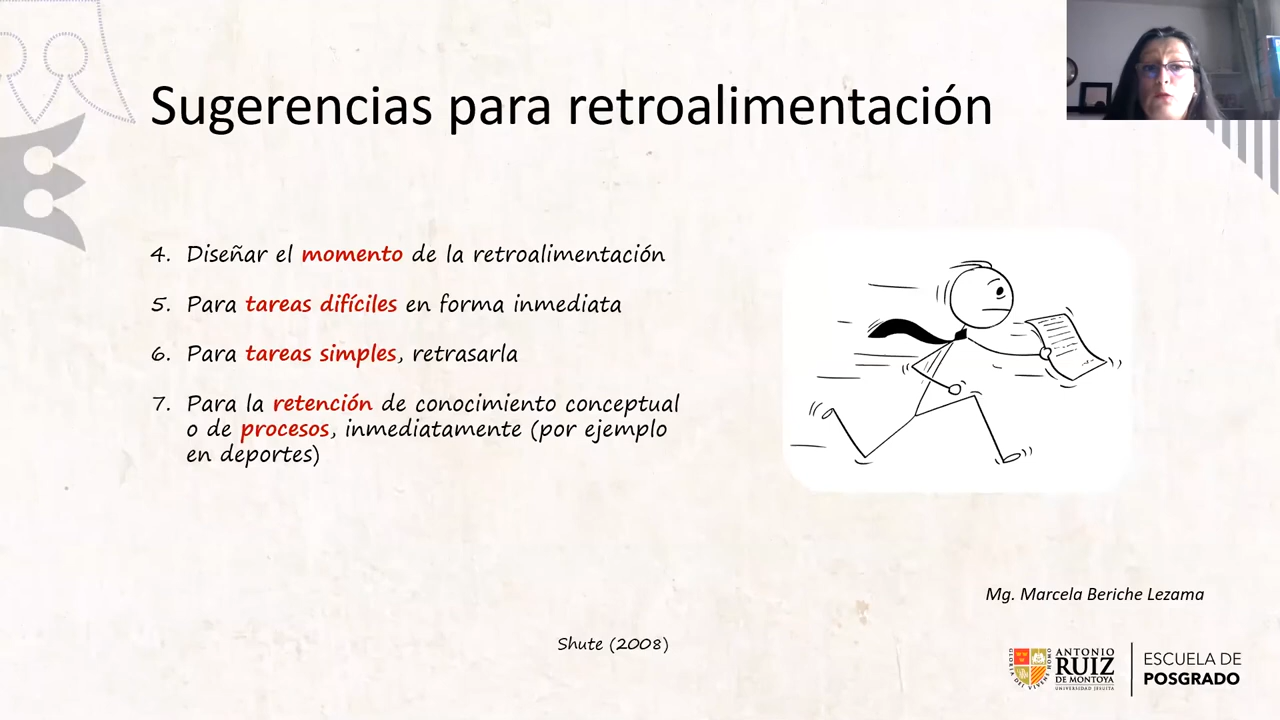 Sugerencias para retroalimentación
4. Diseñar el momento de la retroalimentación
5. Para tareas difíciles en forma inmediata
6. Para tareas simples, retrasarla
7. Para la retención de conocimiento conceptual
o de procesos, inmediatamente (por ejemplo
en deportes)
Mg. Marcela Beriche Lezama
Shute (2008)
ANTONIO
RUIZ
DE MONTOYA
UNIVERSIDAD JESUITA
ESCUELA DE
POSGRADO